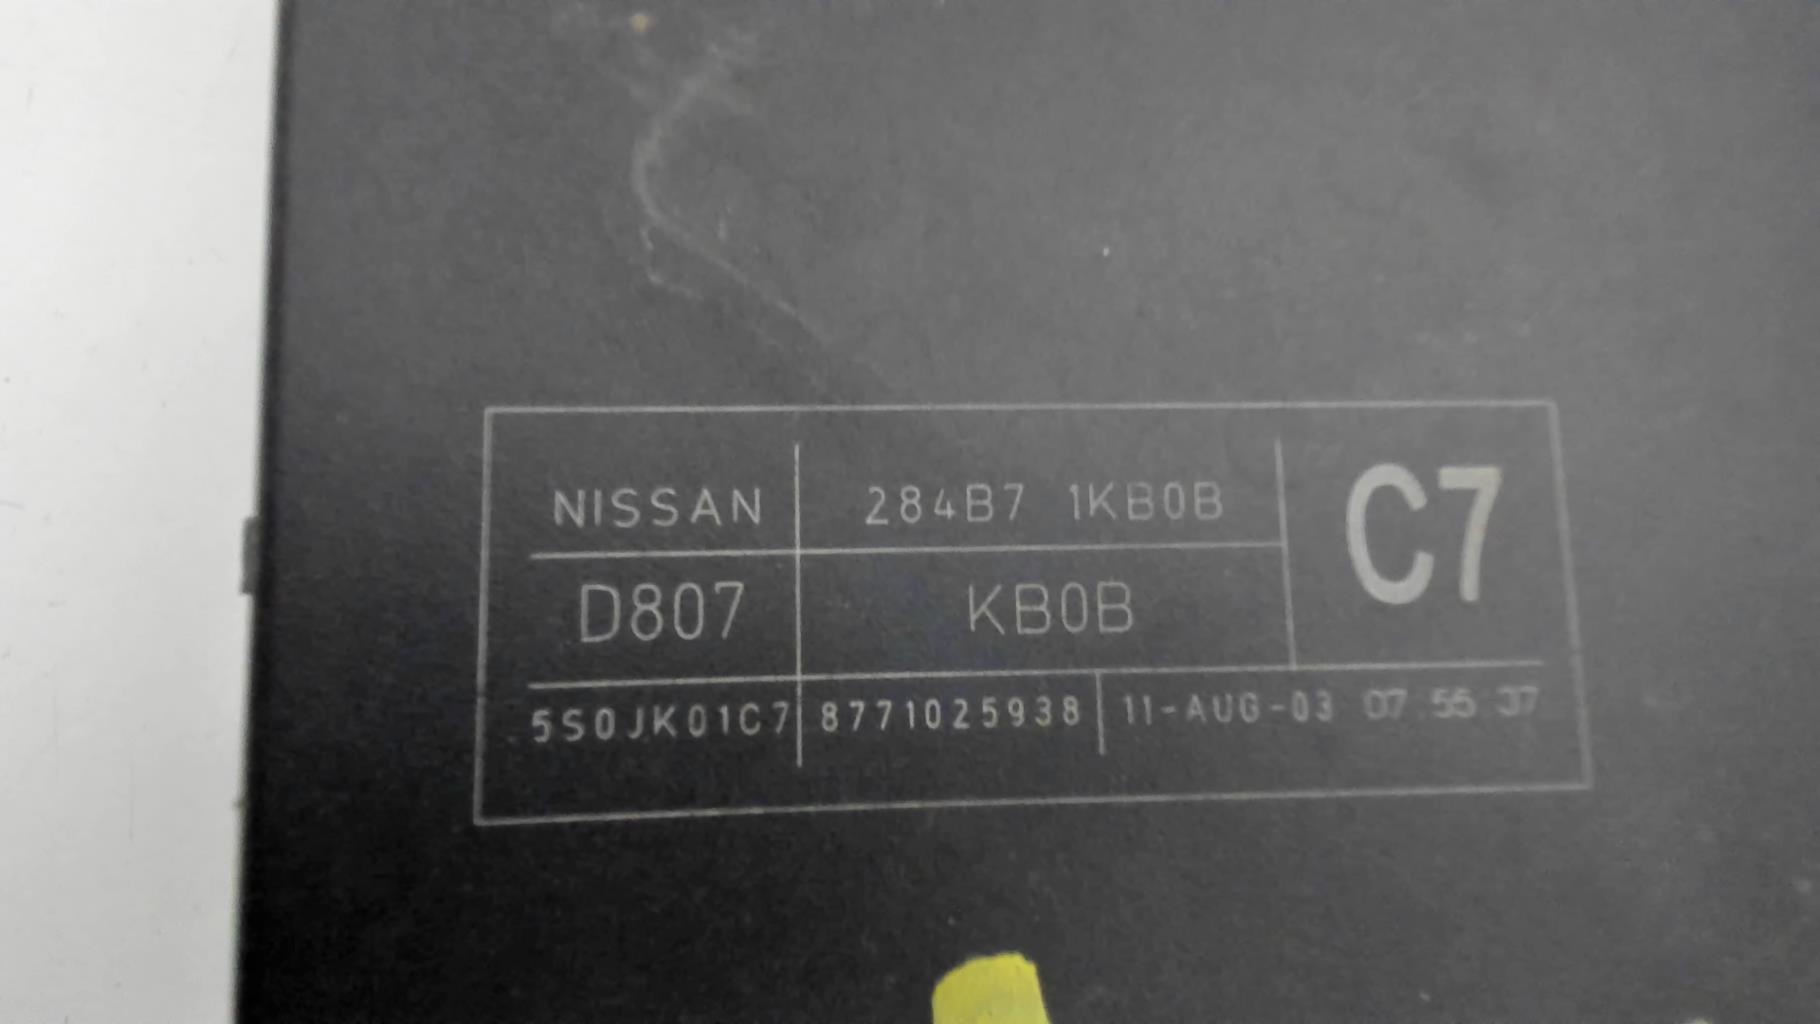 NISSAN 284B7 1KB0B C7
D807 KB0B
5S0JK01C7 8771025938 11-AUG-03 07 55 37